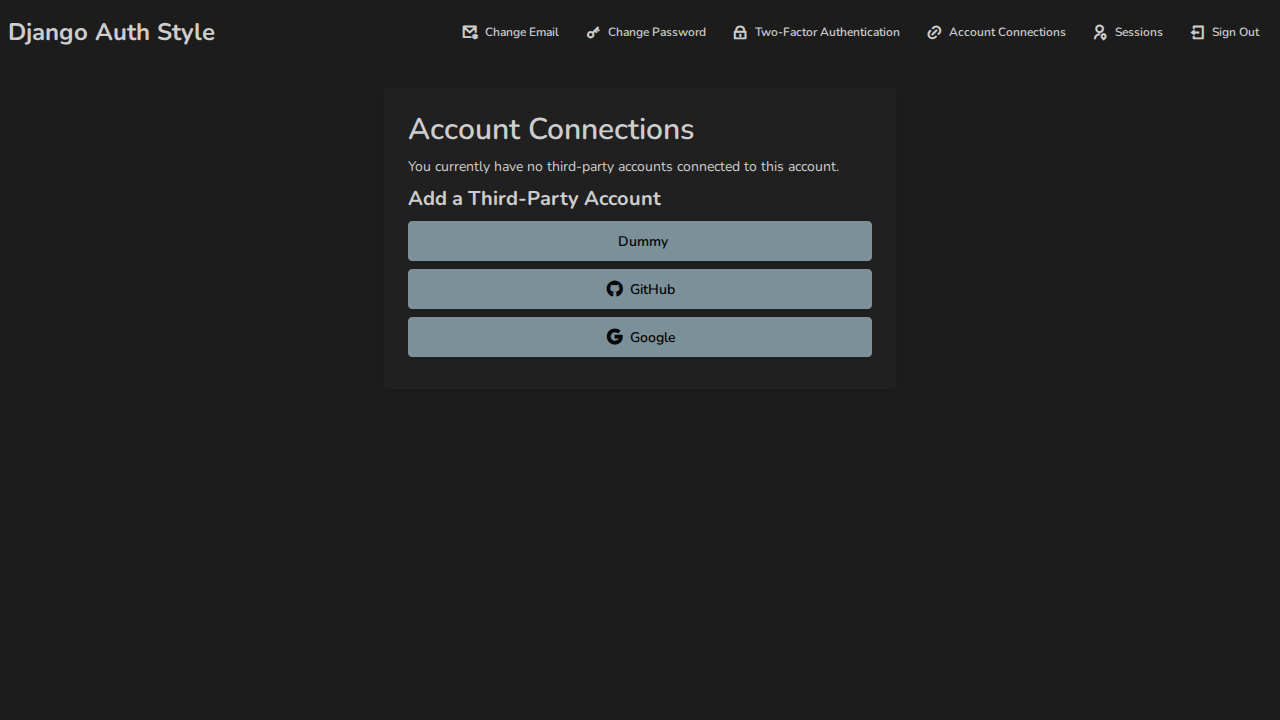 Django Auth Style
Change Email
Change Password
Two-Factor Authentication
Account Connections
Sessions
Sign Out
Account Connections
You currently have no third-party accounts connected to this account.
Add a Third-Party Account
Dummy
GitHub
Google